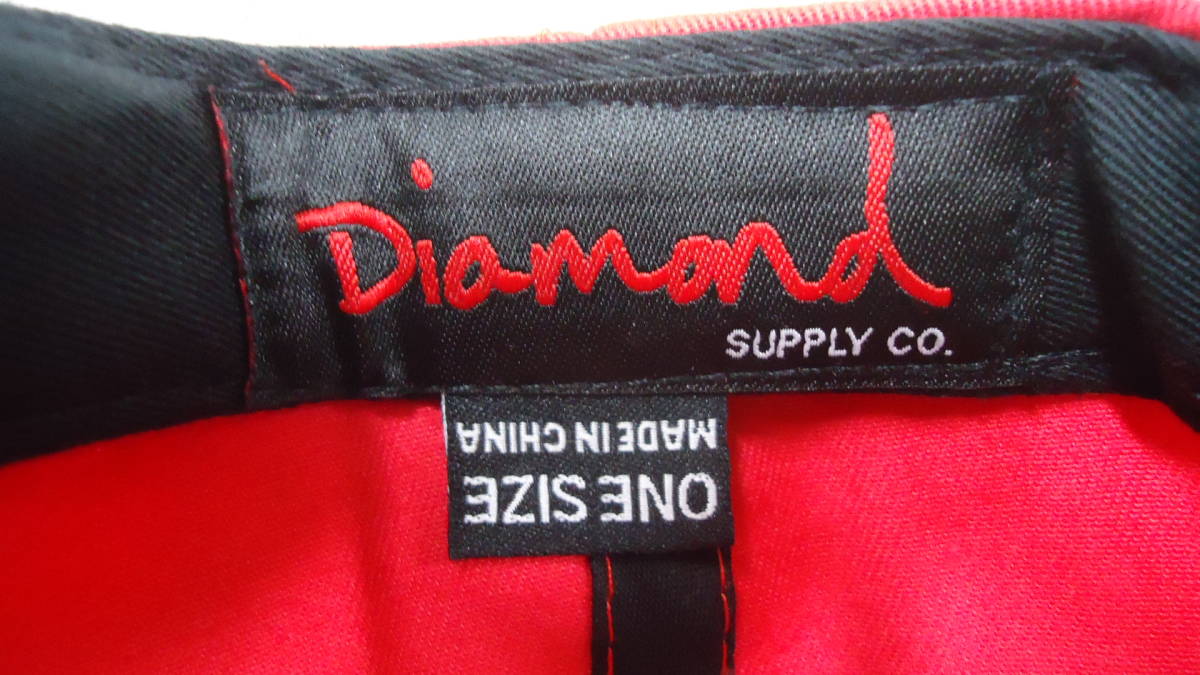 Diamond
SUPPLY CO.
ONE SIZE
MADE IN CHINA